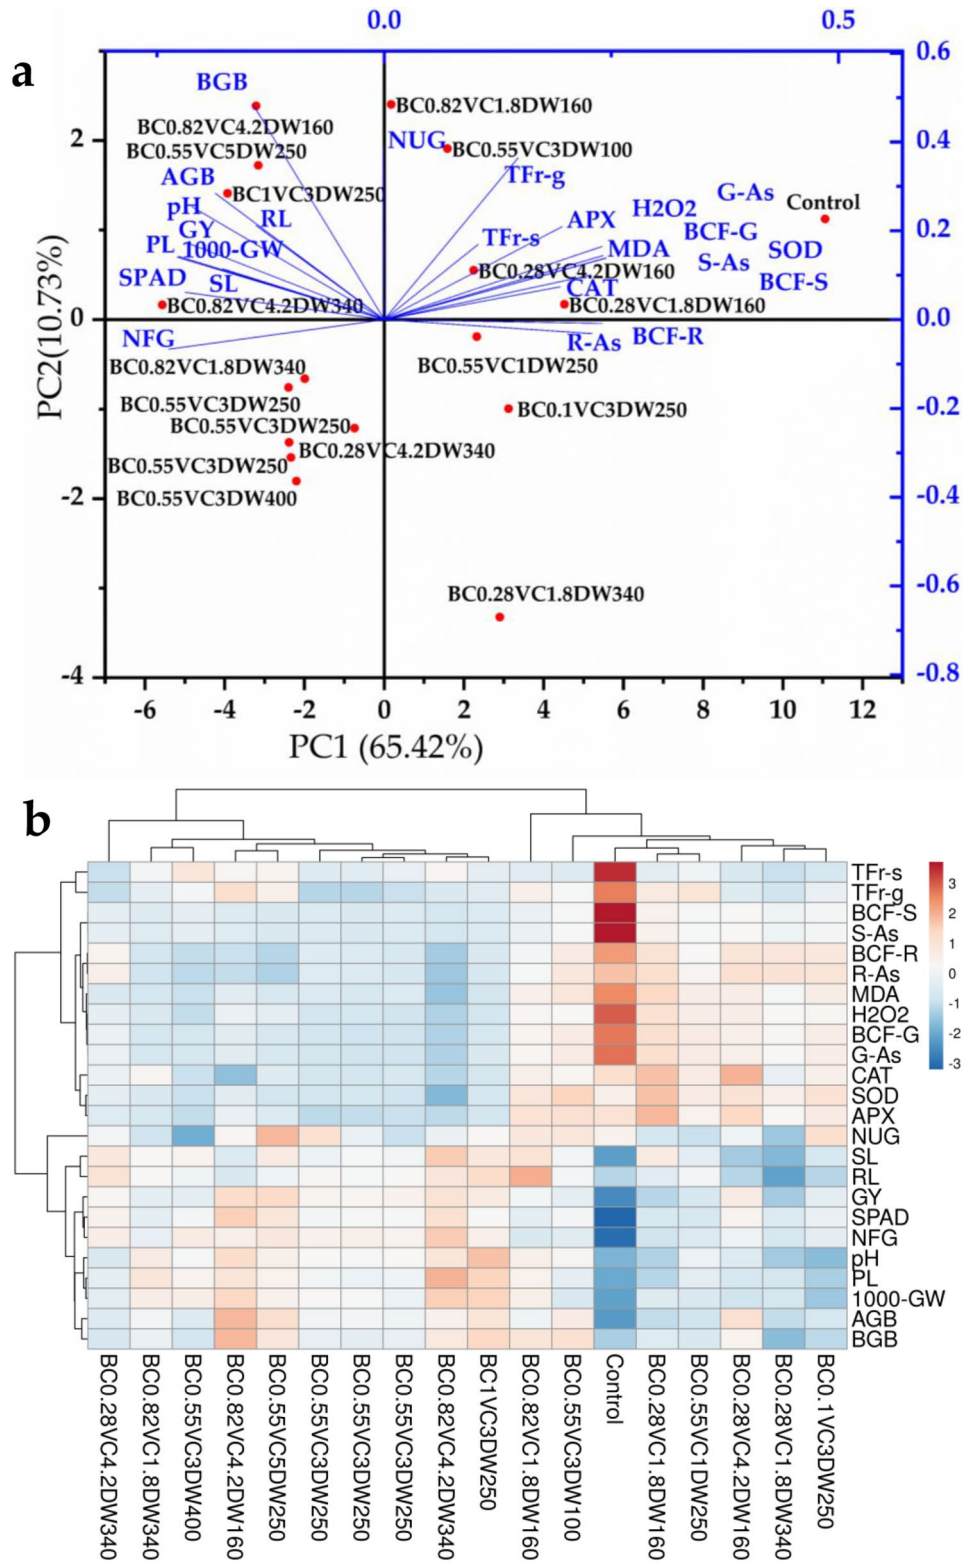 a
0.0 0.5
0.6
BGB
BC0.82VC1.8DW160
BC0.82VC4.2DW160
2
NUG
0.4
BC0.55VC5DW250
BC0.55VC3DW100
AGB
TFr-g
BC1VC3DW250
G-As
Control
pH
RL
H2O2
APX
GY
BCF-G
0.2
PL
1000-GW
TFr-s
MDA
SOD
S-As
SPAD
SL
BC0.28VC4.2DW160
CAT
BCF-S
BC0.82VC4.2DW340
BC0.28VC1.8DW160
0
0.0
NFG
R-As
BCF-R
BC0.82VC1.8DW340
BC0.55VC1DW250
BC0.55VC3DW250
BC0.1VC3DW250
-0.2
BC0.55VC3DW250
BC0.28VC4.2DW340
BC0.55VC3DW250
-0.4
BC0.55VC3DW400
-2
BC0.28VC1.8DW340
-0.6
-4
-0.8
PC2(10.73%)
-6 -4 -2 0 2 4 6 8 10 12
PC1 (65.42%)
b
TFr-s
TFr-g
BCF-S
S-As
BCF-R
R-As
MDA
H2O2
BCF-G
G-As
CAT
SOD
APX
NUG
SL
RL
GY
SPAD
NFG
pH
PL
1000-GW
AGB
BGB
3
2
1
0
-1
-2
-3
BC0.28VC4.2DW340
BC0.82VC1.8DW340
BC0.55VC3DW400
BC0.82VC4.2DW160
BC0.55VC5DW250
BC0.55VC3DW250
BC0.55VC3DW250
BC0.55VC3DW250
BC0.82VC4.2DW340
BC1VC3DW250
BC0.82VC1.8DW160
BC0.55VC3DW100
Control
BC0.28VC1.8DW160
BC0.55VC1DW250
BC0.28VC4.2DW160
BC0.28VC1.8DW340
BC0.1VC3DW250